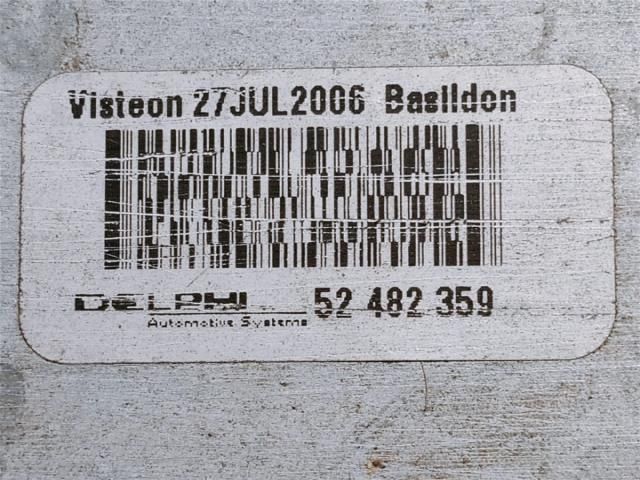 Visteon 27JUL2006 Basildon
DELPHI 52 482 359
Automotive Systems